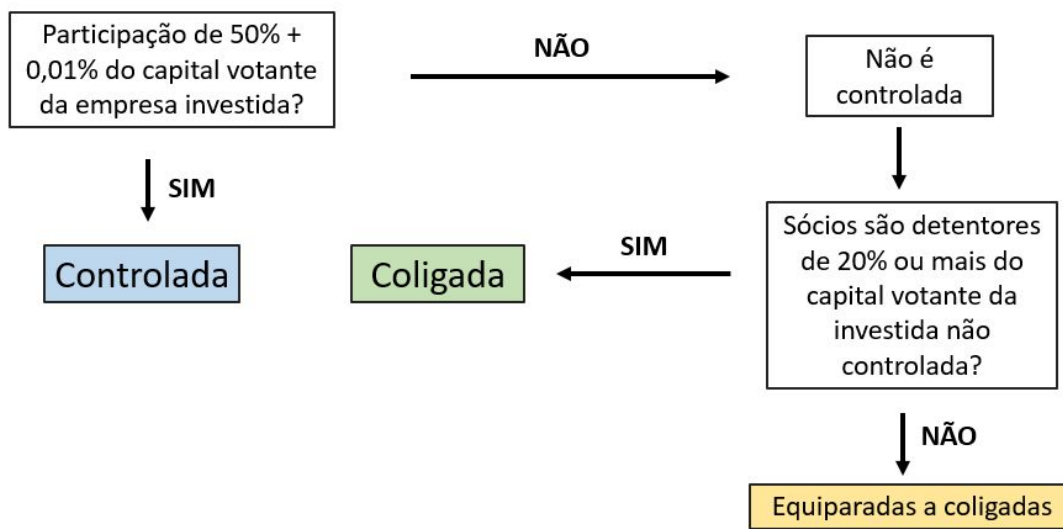 Participação de 50% +
0,01% do capital votante
da empresa investida?
NÃO
Não é
controlada
SIM
Controlada
Coligada
SIM
Sócios são detentores
de 20% ou mais do
capital votante da
investida não
controlada?
NÃO
Equiparadas a coligadas